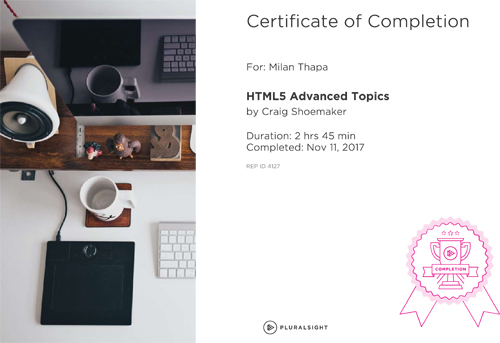 Certificate of Completion
For: Milan Thapa
HTML5 Advanced Topics
by Craig Shoemaker
Duration: 2 hrs 45 min
Completed: Nov 11, 2017
REP ID 4127
COMPLETION
PLURALSIGHT